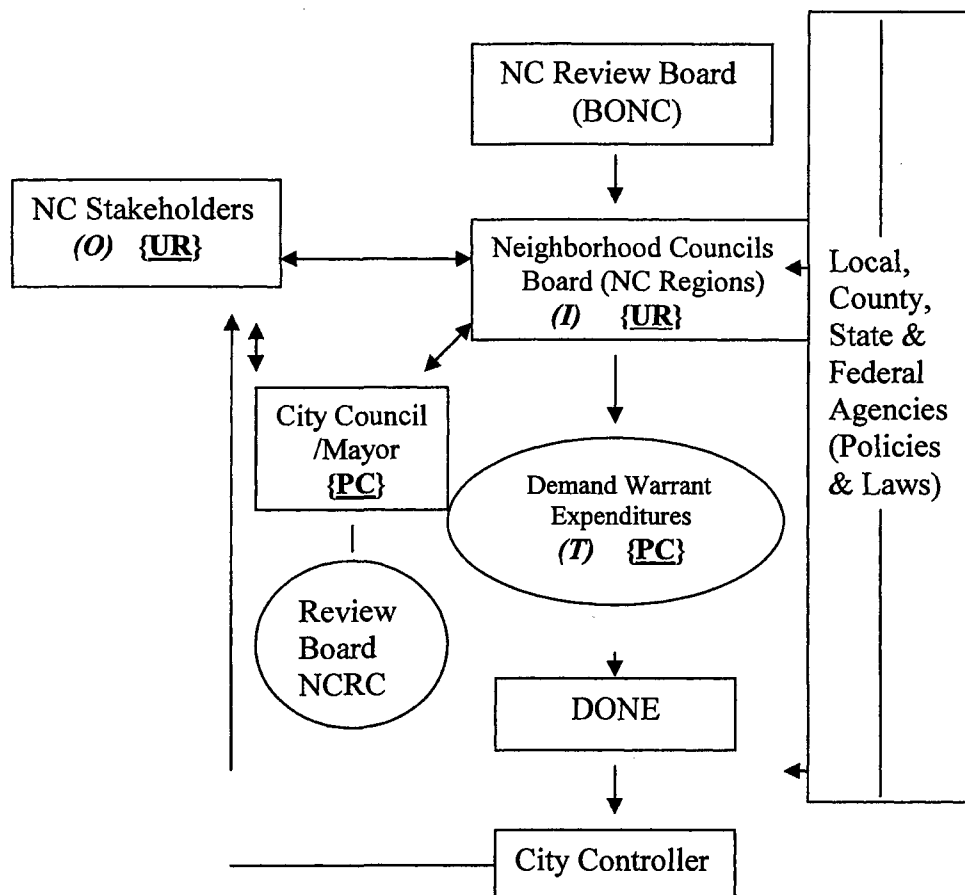 NC Review Board
(BONC)
NC Stakeholders
(O) {UR}
Neighborhood Councils
Board (NC Regions)
(I) {UR}
Local,
County,
State &
Federal
Agencies
(Policies
& Laws)
City Council
/Mayor
{PC}
Demand Warrant
Expenditures
(T) {PC}
Review
Board
NCRC
DONE
City Controller